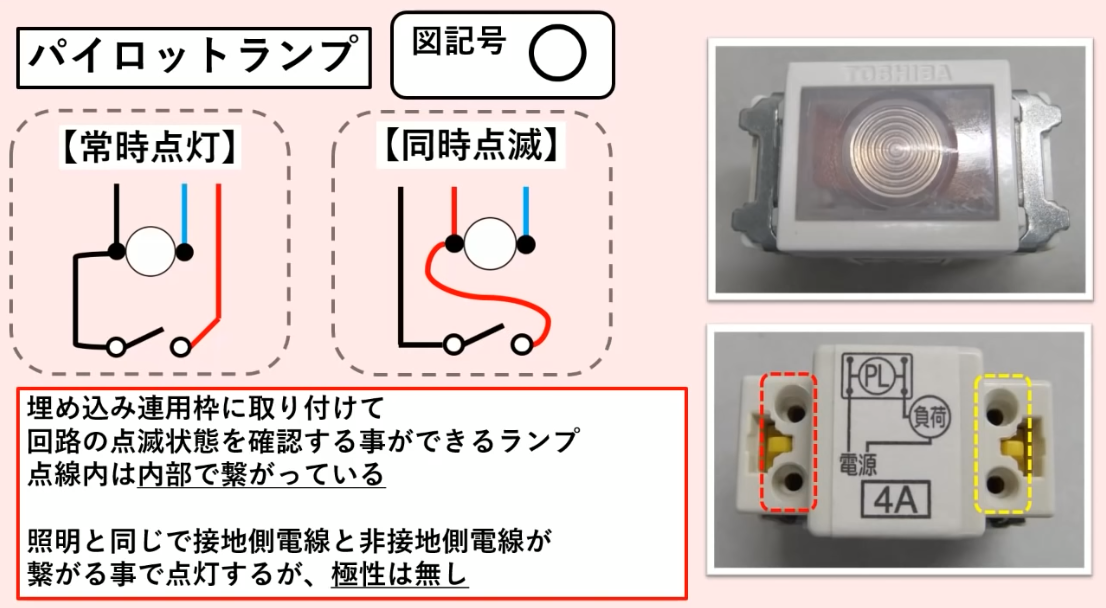 パイロットランプ
図記号
【常時点灯】
【同時点滅】
埋め込み連用枠に取り付けて
回路の点滅状態を確認する事ができるランプ
点線内は内部で繋がっている
照明と同じで接地側電線と非接地側電線が
繋がる事で点灯するが、極性は無し
TOSHIBA
PL
負荷
電源
4A